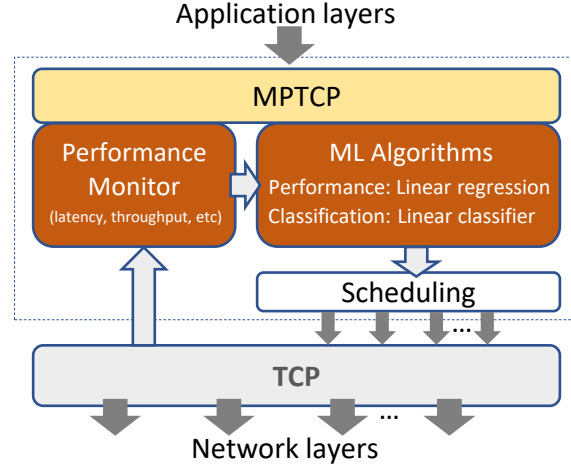 Application layers
MPTCP
Performance
Monitor
(latency, throughput, etc)
ML Algorithms
Performance: Linear regression
Classification: Linear classifier
Scheduling
...
TCP
...
Network layers